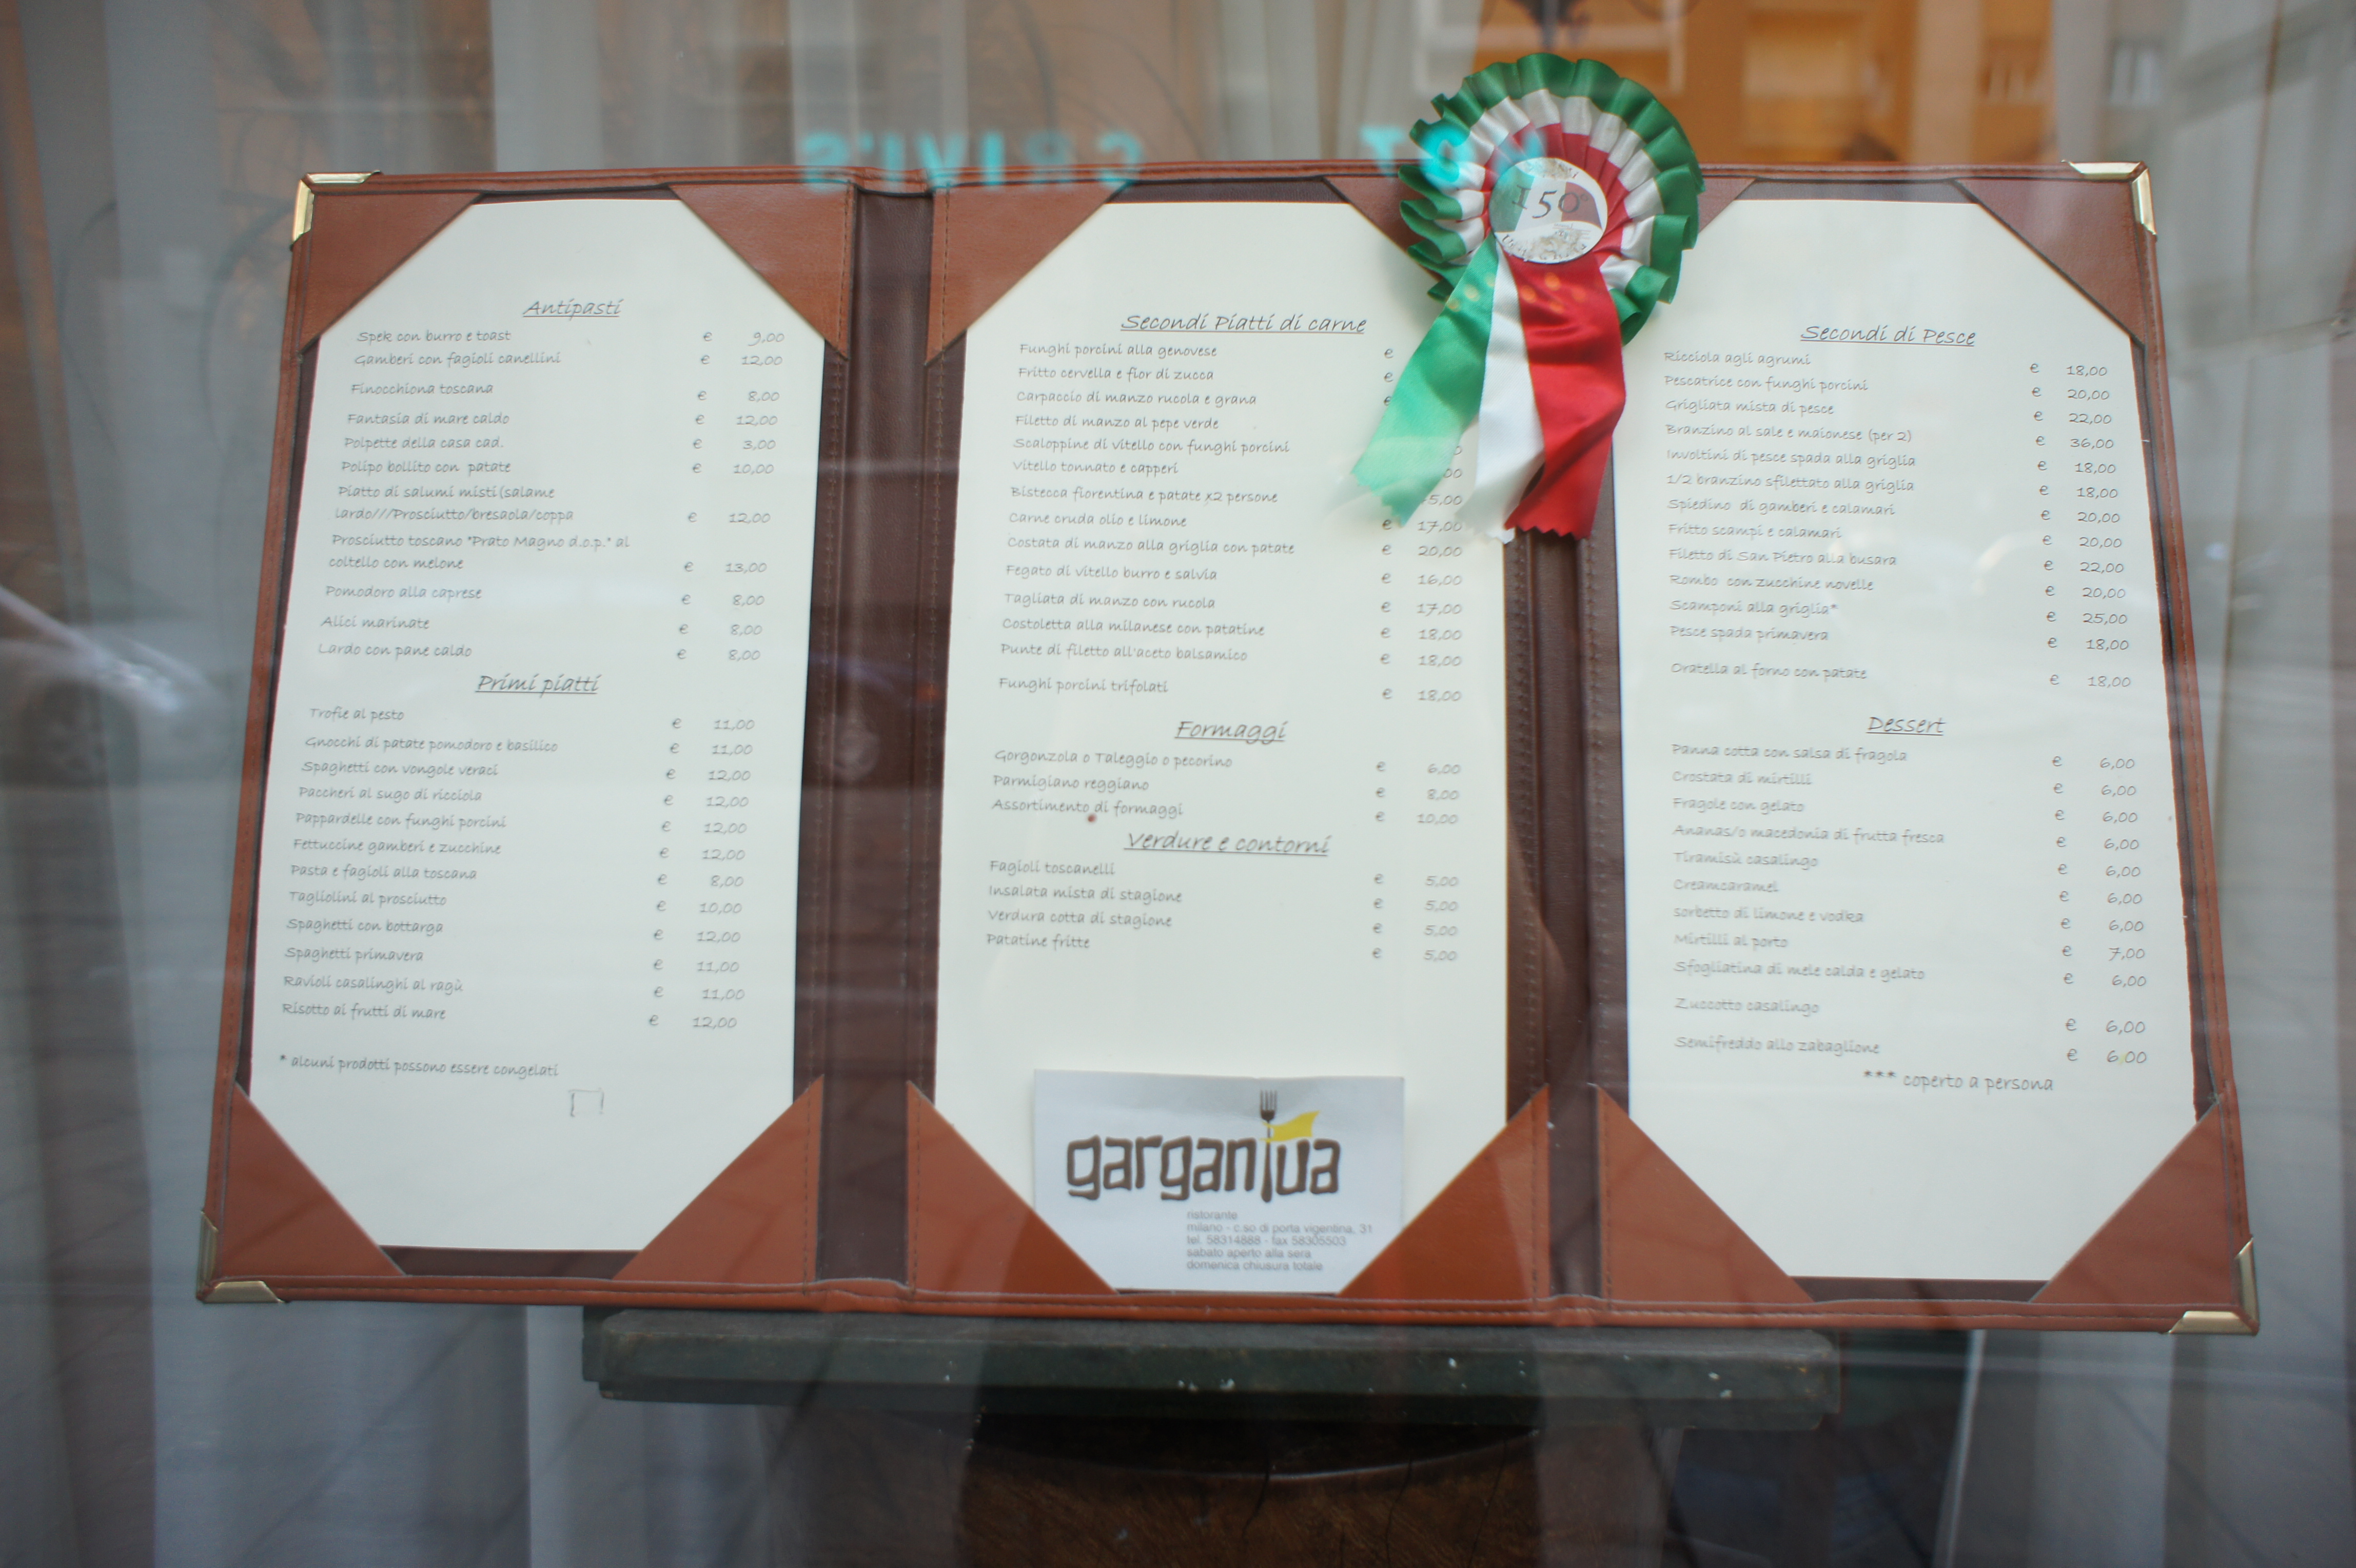 CRIVI'S
NOT
150°
Antipasti
Spek con burro e toast € 9,00
Gamberi con fagioli canellini € 12,00
Finocchiona toscana € 8,00
Fantasia di mare caldo € 12,00
Polpette della casa cad. € 3,00
Polipo bollito con patate € 10,00
Piatto di salumi misti(salame
lardo///Prosciutto/bresaola/coppa € 12,00
Prosciutto toscano "Prato Magno d.o.p." al
coltello con melone € 13,00
Pomodoro alla caprese € 8,00
Alici marinate € 8,00
Lardo con pane caldo € 8,00
Primi piatti
Trofie al pesto € 11,00
Gnocchi di patate pomodoro e basilico € 11,00
Spaghetti con vongole veraci € 12,00
Paccheri al sugo di ricciola € 12,00
Pappardelle con funghi porcini € 12,00
Fettuccine gamberi e zucchine € 12,00
Pasta e fagioli alla toscana € 8,00
Tagliolini al prosciutto € 10,00
Spaghetti con bottarga € 12,00
Spaghetti primavera € 11,00
Ravioli casalinghi al ragù € 11,00
Risotto ai frutti di mare € 12,00
* alcuni prodotti possono essere congelati
Secondi Piatti di carne
Funghi porcini alla genovese €
Fritto cervella e fior di zucca €
Carpaccio di manzo rucola e grana €
Filetto di manzo al pepe verde
Scaloppine di vitello con funghi porcini
Vitello tonnato e capperi
Bistecca fiorentina e patate x2 persone
Carne cruda olio e limone € 17,00
Costata di manzo alla griglia con patate € 20,00
Fegato di vitello burro e salvia € 16,00
Tagliata di manzo con rucola € 17,00
Costoletta alla milanese con patatine € 18,00
Punte di filetto all'aceto balsamico € 18,00
Funghi porcini trifolati € 18,00
Formaggi
Gorgonzola o Taleggio o pecorino € 6,00
Parmigiano reggiano € 8,00
Assortimento di formaggi € 10,00
Verdure e contorni
Fagioli toscanelli € 5,00
Insalata mista di stagione € 5,00
Verdura cotta di stagione € 5,00
Patatine fritte € 5,00
gargantua
ristorante
milano - c.so di porta vigentina, 31
tel. 58314888 - fax 58305503
sabato aperto alla sera
domenica chiusura totale
Secondi di Pesce
Ricciola agli agrumi € 18,00
Pescatrice con funghi porcini € 20,00
Grigliata mista di pesce € 22,00
Branzino al sale e maionese (per 2) € 36,00
Involtini di pesce spada alla griglia € 18,00
1/2 branzino sfilettato alla griglia € 18,00
Spiedino di gamberi e calamari € 20,00
Fritto scampi e calamari € 20,00
Filetto di San Pietro alla busara € 22,00
Rombo con zucchine novelle € 20,00
Scamponi alla griglia* € 25,00
Pesce spada primavera € 18,00
Oratella al forno con patate € 18,00
Dessert
Panna cotta con salsa di fragola € 6,00
Crostata di mirtilli € 6,00
Fragole con gelato € 6,00
Ananas/o macedonia di frutta fresca € 6,00
Tiramisù casalingo € 6,00
Creamcaramel € 6,00
sorbetto di limone e vodka € 6,00
Mirtilli al porto € 7,00
Sfogliatina di mele calda e gelato € 6,00
Zuccotto casalingo € 6,00
Semifreddo allo zabaglione € 6,00
*** coperto a persona